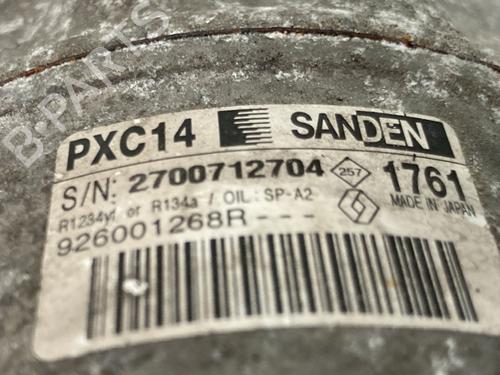 PXC14 SANDEN
S/N: 2700712704 257 1761
R1234yf or R134a / OIL: SP-A2 MADE IN JAPAN
926001268R---
B-PARTS